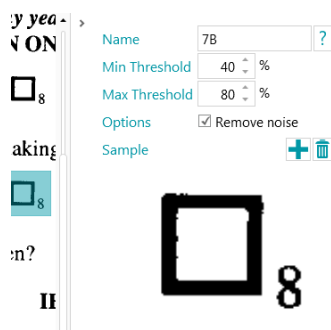 y yea
N ON
8
aking
8
en?
IF
Name 7B ?
Min Threshold 40 %
Max Threshold 80 %
Options Remove noise
Sample
8